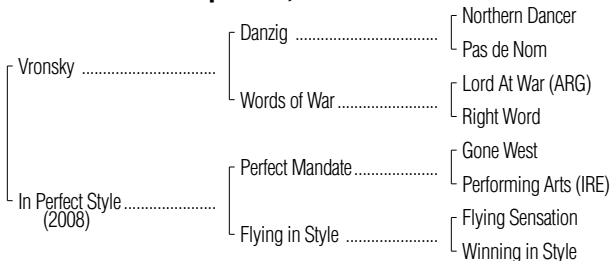 Northern Dancer
Danzig ..............................
Pas de Nom
Vronsky ............................
Lord At War (ARG)
Words of War .....................
Right Word
Gone West
Perfect Mandate .................
Performing Arts (IRE)
In Perfect Style ...................
(2008)
Flying Sensation
Flying in Style ...................
Winning in Style